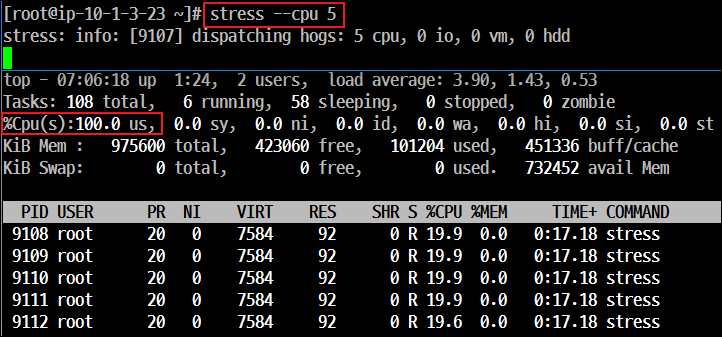 [root@ip-10-1-3-23 ~]# stress --cpu 5
stress: info: [9107] dispatching hogs: 5 cpu, 0 io, 0 vm, 0 hdd
top - 07:06:18 up  1:24,  2 users,  load average: 3.90, 1.43, 0.53
Tasks: 108 total,   6 running,  58 sleeping,   0 stopped,   0 zombie
%Cpu(s):100.0 us,  0.0 sy,  0.0 ni,  0.0 id,  0.0 wa,  0.0 hi,  0.0 si,  0.0 st
KiB Mem :   975600 total,   423060 free,   101204 used,   451336 buff/cache
KiB Swap:        0 total,        0 free,        0 used.   732452 avail Mem
PID USER      PR  NI    VIRT    RES    SHR S %CPU %MEM     TIME+ COMMAND
9108 root      20   0    7584     92      0 R 19.9  0.0   0:17.18 stress
9109 root      20   0    7584     92      0 R 19.9  0.0   0:17.18 stress
9110 root      20   0    7584     92      0 R 19.9  0.0   0:17.18 stress
9111 root      20   0    7584     92      0 R 19.9  0.0   0:17.18 stress
9112 root      20   0    7584     92      0 R 19.6  0.0   0:17.18 stress